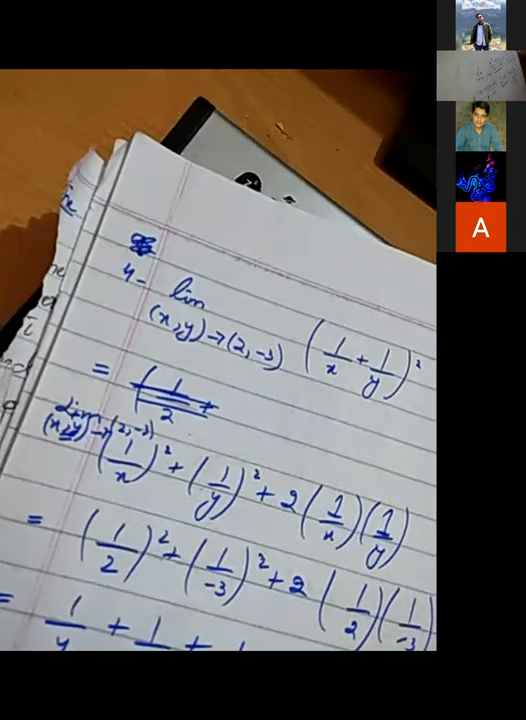 4- lim (x,y)→(2,-3) (1/x + 1/y)²
= (1/2 +
Lim (x,y)→(2,-3)
(1/x)² + (1/y)² + 2(1/x)(1/y)
= (1/2)² + (1/-3)² + 2(1/2)(1/-3)
= 1/4 + 1 +
A